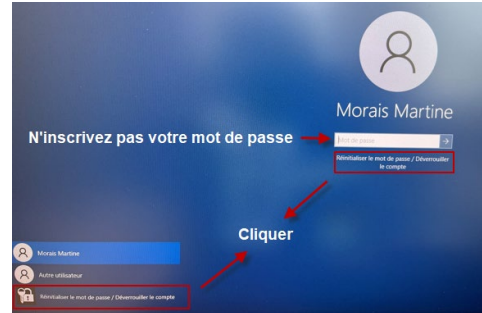 Morais Martine
N'inscrivez pas votre mot de passe
Mot de passe
Réinitialiser le mot de passe / Déverrouiller
le compte
Cliquer
Morais Martine
Autre utilisateur
Réinitialiser le mot de passe / Déverrouiller le compte